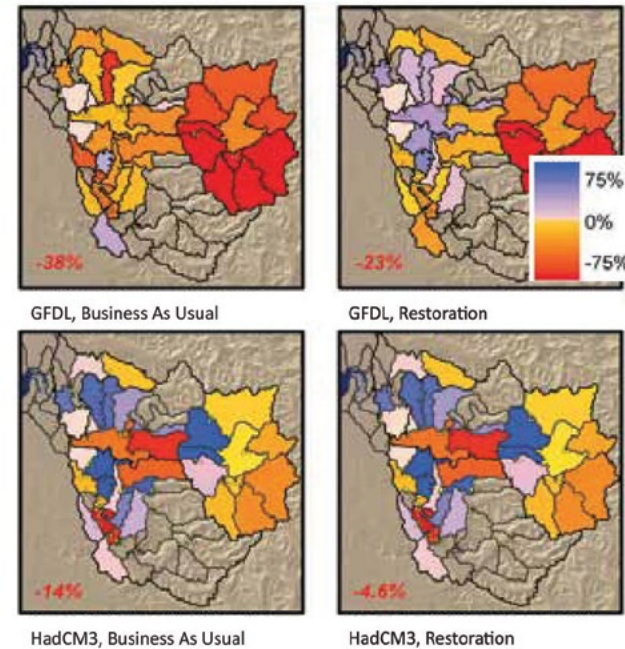 75%
0%
-75%
-38%
-23%
GFDL, Business As Usual
GFDL, Restoration
-14%
-4.6%
HadCM3, Business As Usual
HadCM3, Restoration